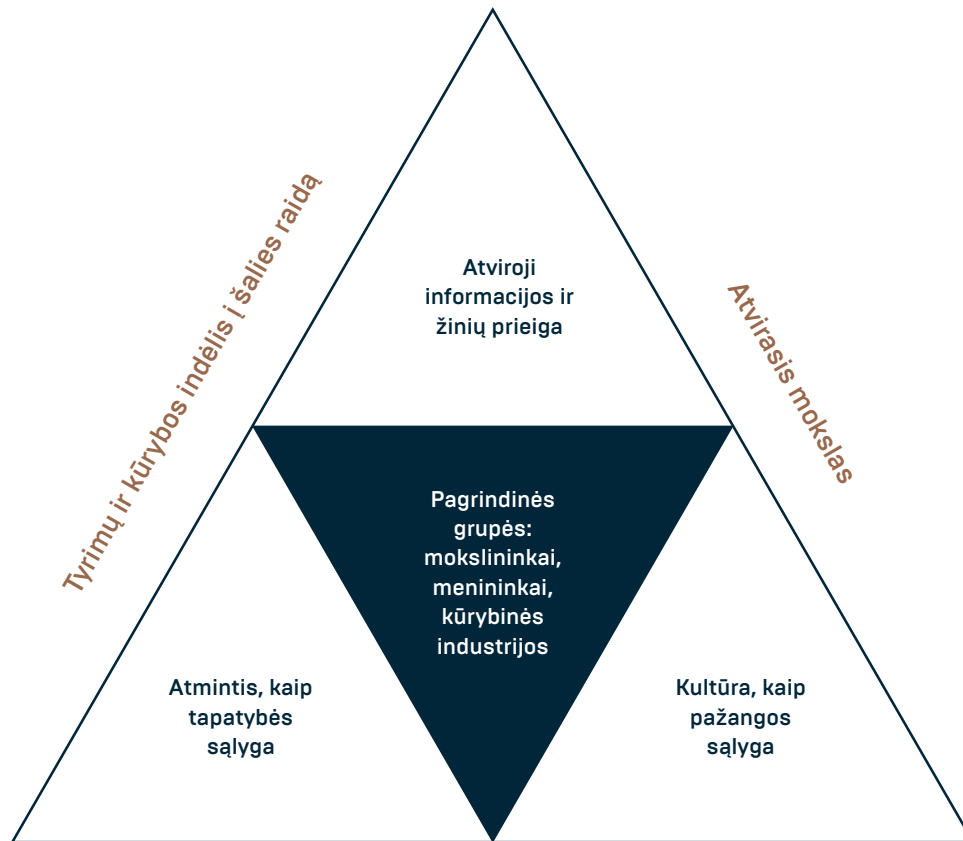 Tyrimų ir kūrybos indėlis į šalies raidą
Atvirasis mokslas
Atviroji
informacijos ir
žinių prieiga
Pagrindinės
grupės:
mokslininkai,
menininkai,
kūrybinės
industrijos
Atmintis, kaip
tapatybės
sąlyga
Kultūra, kaip
pažangos
sąlyga